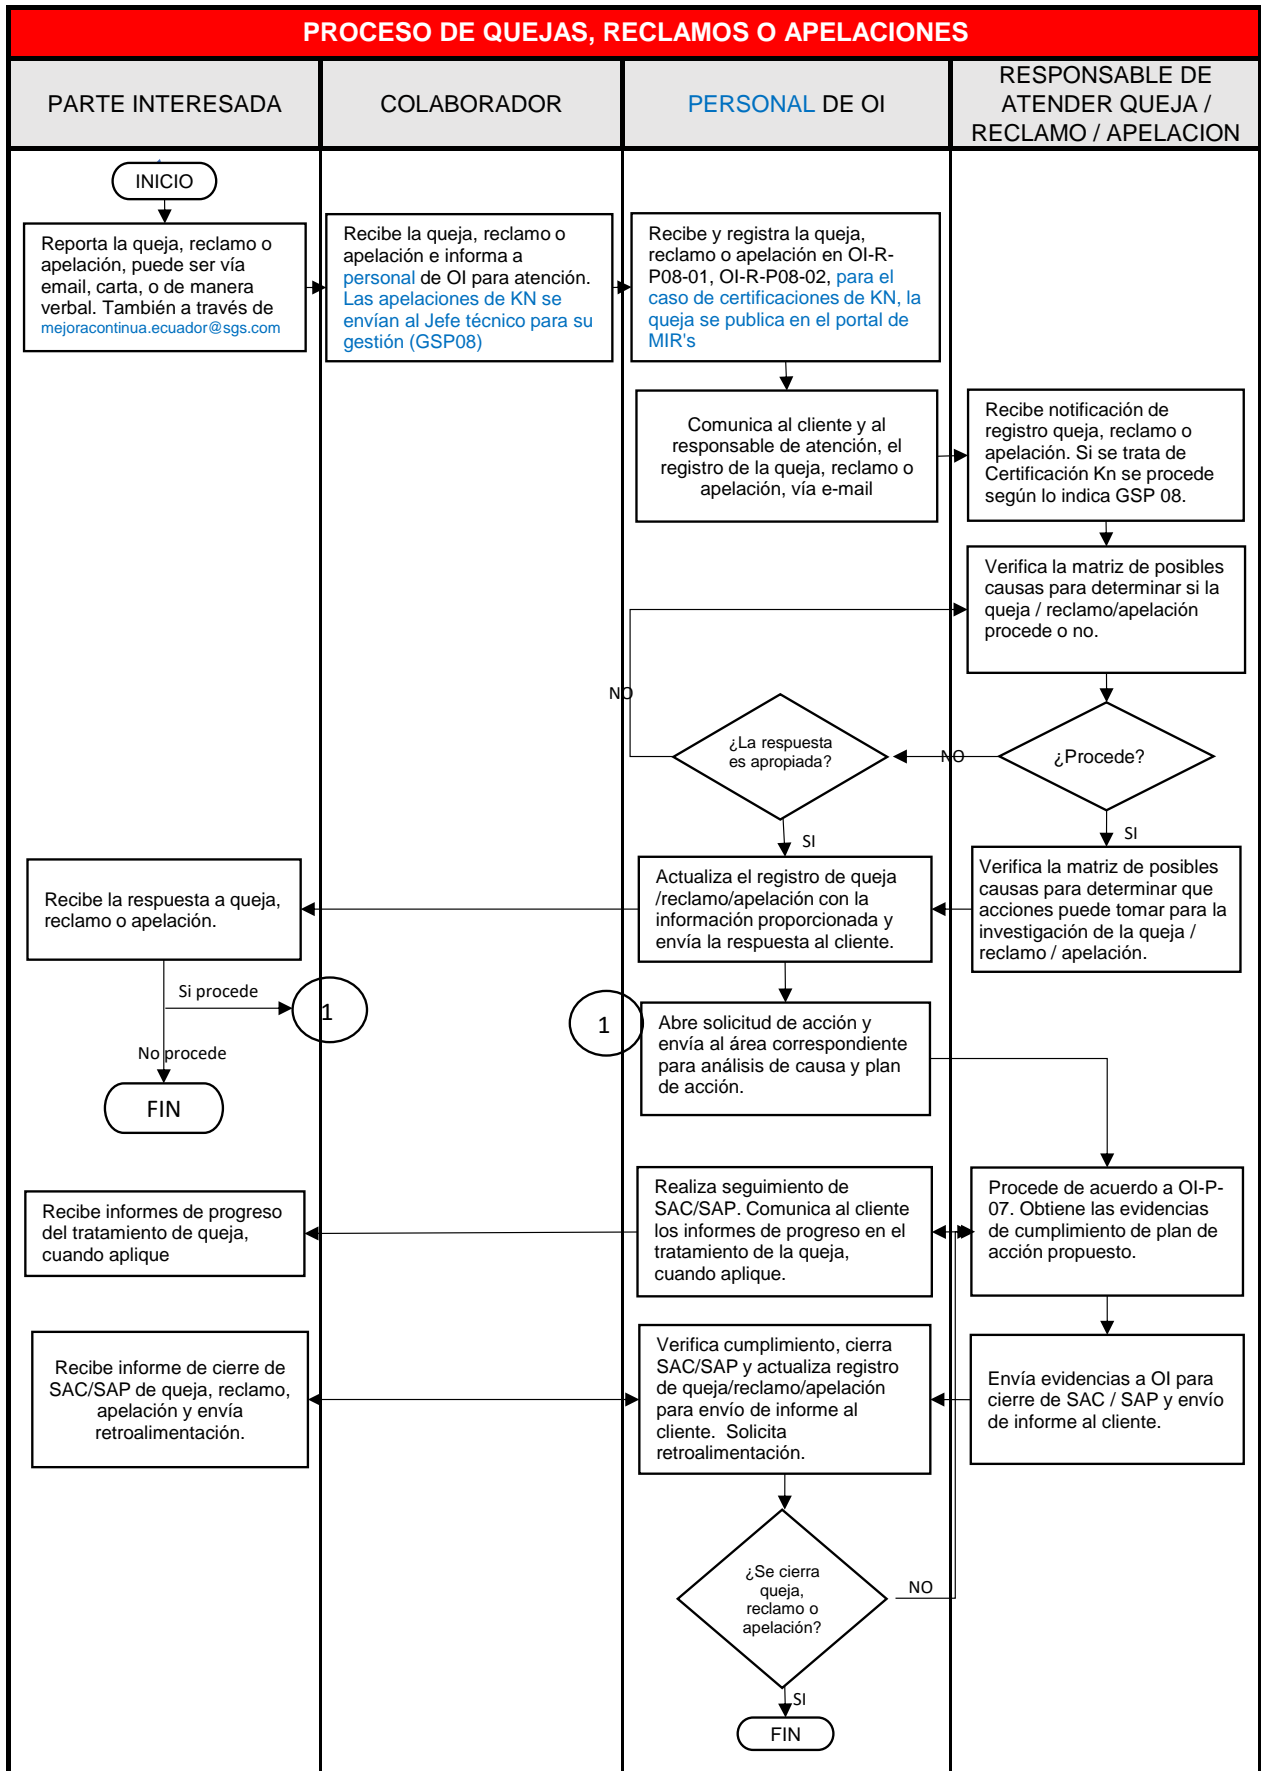 PROCESO DE QUEJAS, RECLAMOS O APELACIONES
PARTE INTERESADA
COLABORADOR
PERSONAL DE OI
RESPONSABLE DE
ATENDER QUEJA /
RECLAMO / APELACION
INICIO
Reporta la queja, reclamo o
apelación, puede ser vía
email, carta, o de manera
verbal. También a través de
mejoracontinua.ecuador@sgs.com
Recibe la queja, reclamo o
apelación e informa a
personal de OI para atención.
Las apelaciones de KN se
envían al Jefe técnico para su
gestión (GSP08)
Recibe y registra la queja,
reclamo o apelación en OI-R-
P08-01, OI-R-P08-02, para el
caso de certificaciones de KN, la
queja se publica en el portal de
MIR's
Comunica al cliente y al
responsable de atención, el
registro de la queja, reclamo o
apelación, vía e-mail
Recibe notificación de
registro queja, reclamo o
apelación. Si se trata de
Certificación Kn se procede
según lo indica GSP 08.
Verifica la matriz de posibles
causas para determinar si la
queja / reclamo/apelación
procede o no.
NO
¿La respuesta
es apropiada?
NO
¿Procede?
SI
SI
Recibe la respuesta a queja,
reclamo o apelación.
Actualiza el registro de queja
/reclamo/apelación con la
información proporcionada y
envía la respuesta al cliente.
Verifica la matriz de posibles
causas para determinar que
acciones puede tomar para la
investigación de la queja /
reclamo / apelación.
Si procede
1
1
Abre solicitud de acción y
envía al área correspondiente
para análisis de causa y plan
de acción.
No procede
FIN
Recibe informes de progreso
del tratamiento de queja,
cuando aplique
Realiza seguimiento de
SAC/SAP. Comunica al cliente
los informes de progreso en el
tratamiento de la queja,
cuando aplique.
Procede de acuerdo a OI-P-
07. Obtiene las evidencias
de cumplimiento de plan de
acción propuesto.
Recibe informe de cierre de
SAC/SAP de queja, reclamo,
apelación y envía
retroalimentación.
Verifica cumplimiento, cierra
SAC/SAP y actualiza registro
de queja/reclamo/apelación
para envío de informe al
cliente. Solicita
retroalimentación.
Envía evidencias a OI para
cierre de SAC / SAP y envío
de informe al cliente.
¿Se cierra
queja,
reclamo o
apelación?
NO
SI
FIN